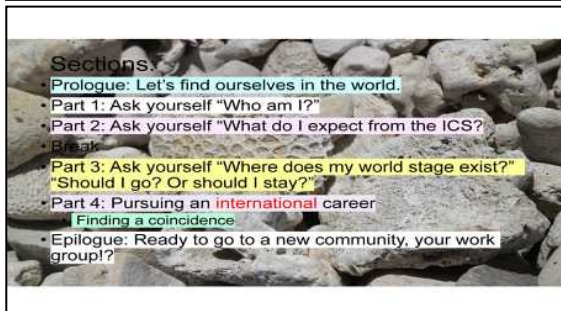 Sections:
• Prologue: Let's find ourselves in the world.
• Part 1: Ask yourself “Who am I?”
• Part 2: Ask yourself “What do I expect from the ICS?
• Break
• Part 3: Ask yourself “Where does my world stage exist?”
“Should I go? Or should I stay?”
• Part 4: Pursuing an international career
• Finding a coincidence
• Epilogue: Ready to go to a new community, your work
group!?